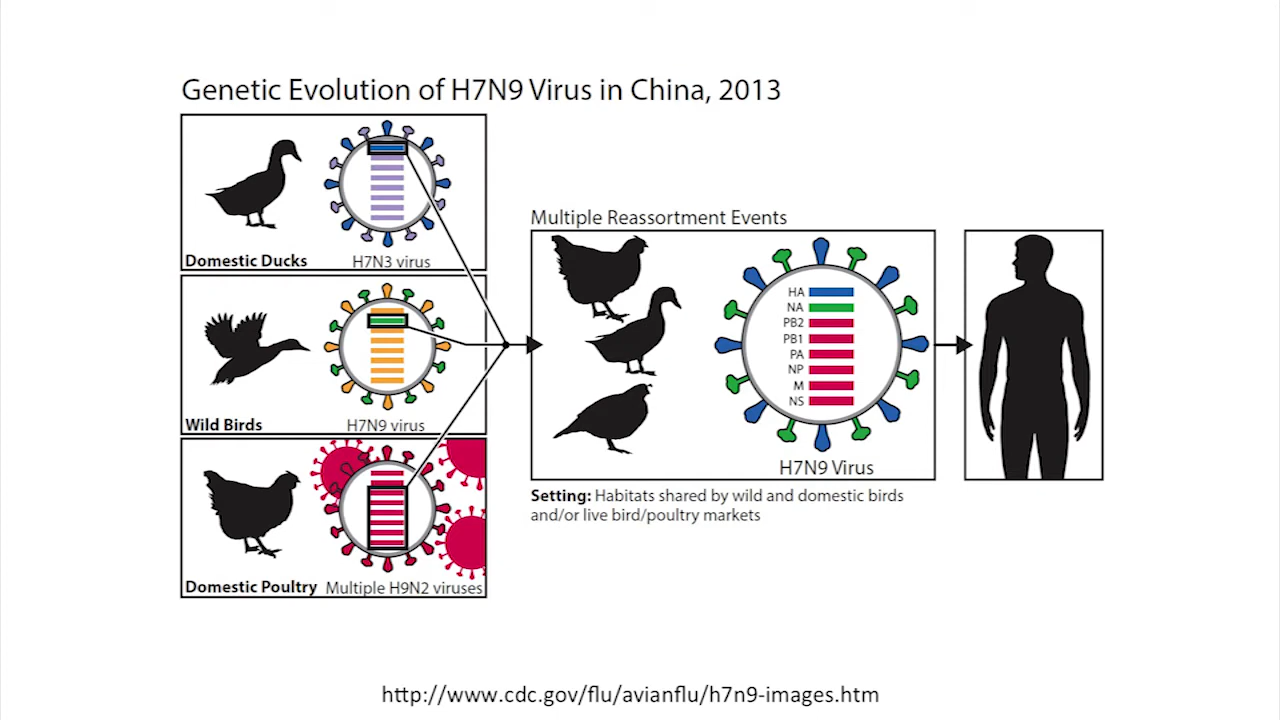 Genetic Evolution of H7N9 Virus in China, 2013
Domestic Ducks
H7N3 virus
Wild Birds
H7N9 virus
Domestic Poultry
Multiple H9N2 viruses
Multiple Reassortment Events
HA
NA
PB2
PB1
PA
NP
M
NS
H7N9 Virus
Setting: Habitats shared by wild and domestic birds
and/or live bird/poultry markets
http://www.cdc.gov/flu/avianflu/h7n9-images.htm